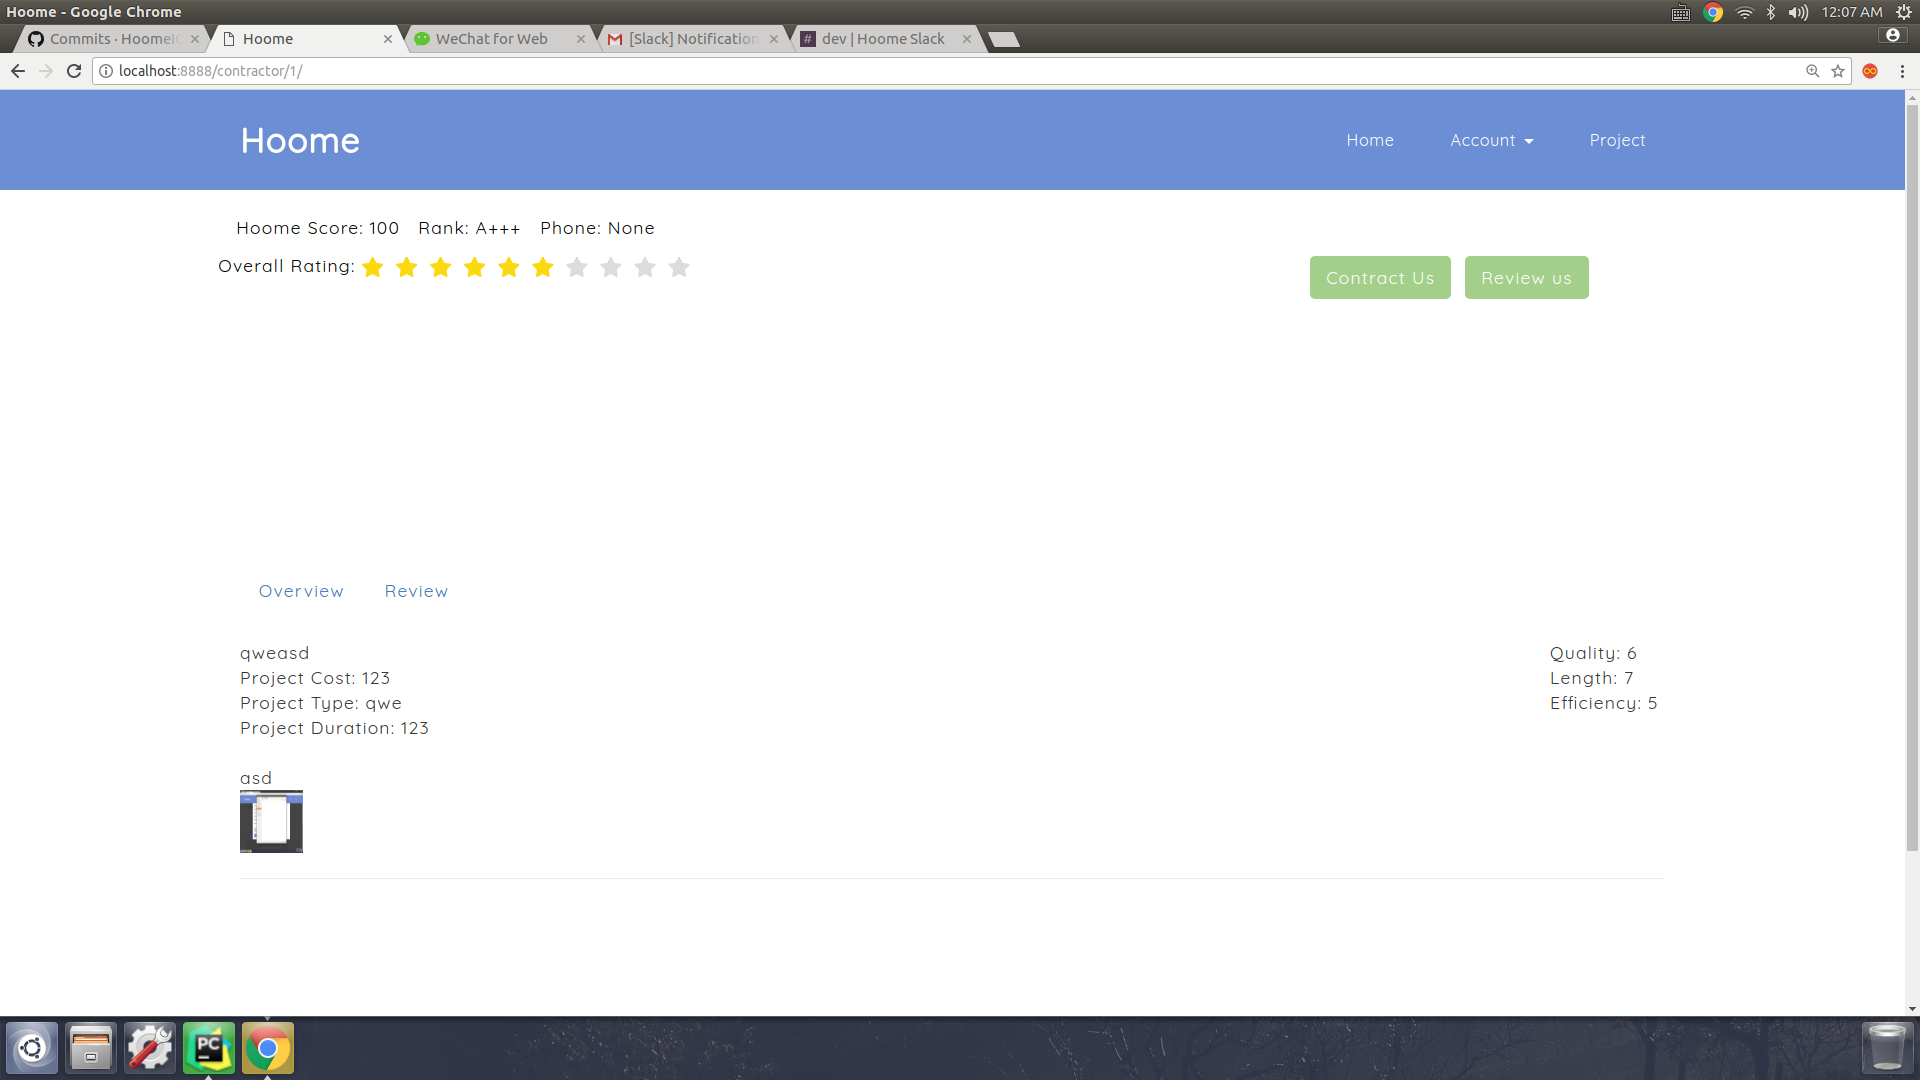 Hoome - Google Chrome
12:07 AM
Commits · HoomeIO
Hoome
WeChat for Web
[Slack] Notification
dev | Hoome Slack
localhost:8888/contractor/1/
Hoome
Home
Account
Project
Hoome Score: 100 Rank: A+++ Phone: None
Overall Rating:
Contract Us
Review us
Overview
Review
qweasd
Project Cost: 123
Project Type: qwe
Project Duration: 123
Quality: 6
Length: 7
Efficiency: 5
asd
PC